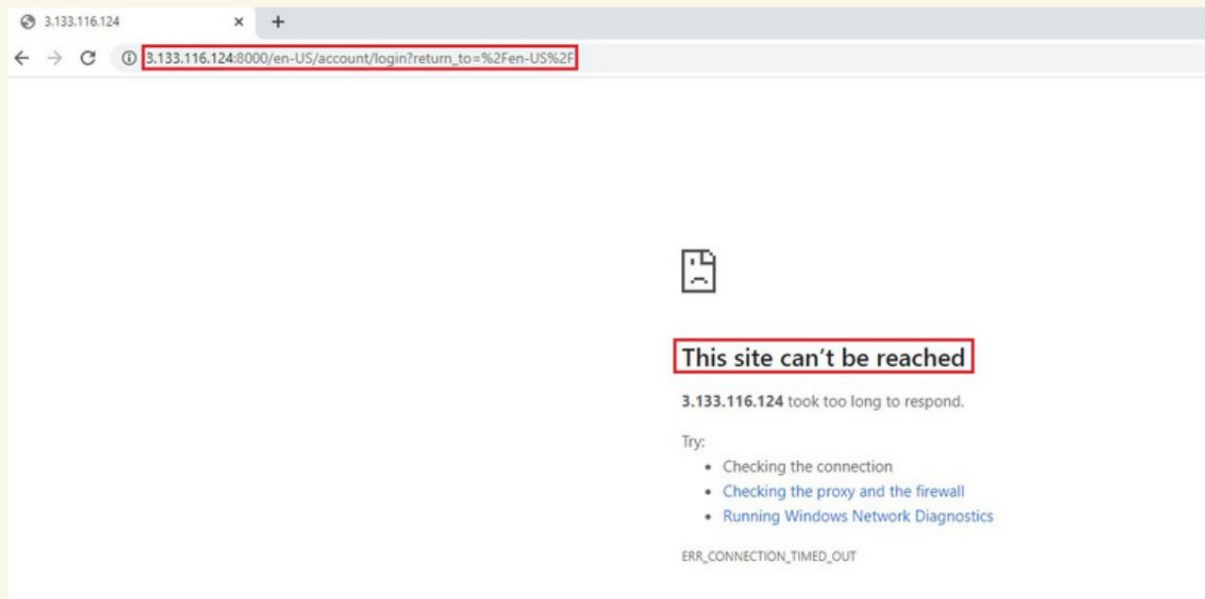 3.133.116.124
3.133.116.124:8000/en-US/account/login?return_to=%2Fen-US%2F
This site can't be reached
3.133.116.124 took too long to respond.
Try:
• Checking the connection
• Checking the proxy and the firewall
• Running Windows Network Diagnostics
ERR_CONNECTION_TIMED_OUT